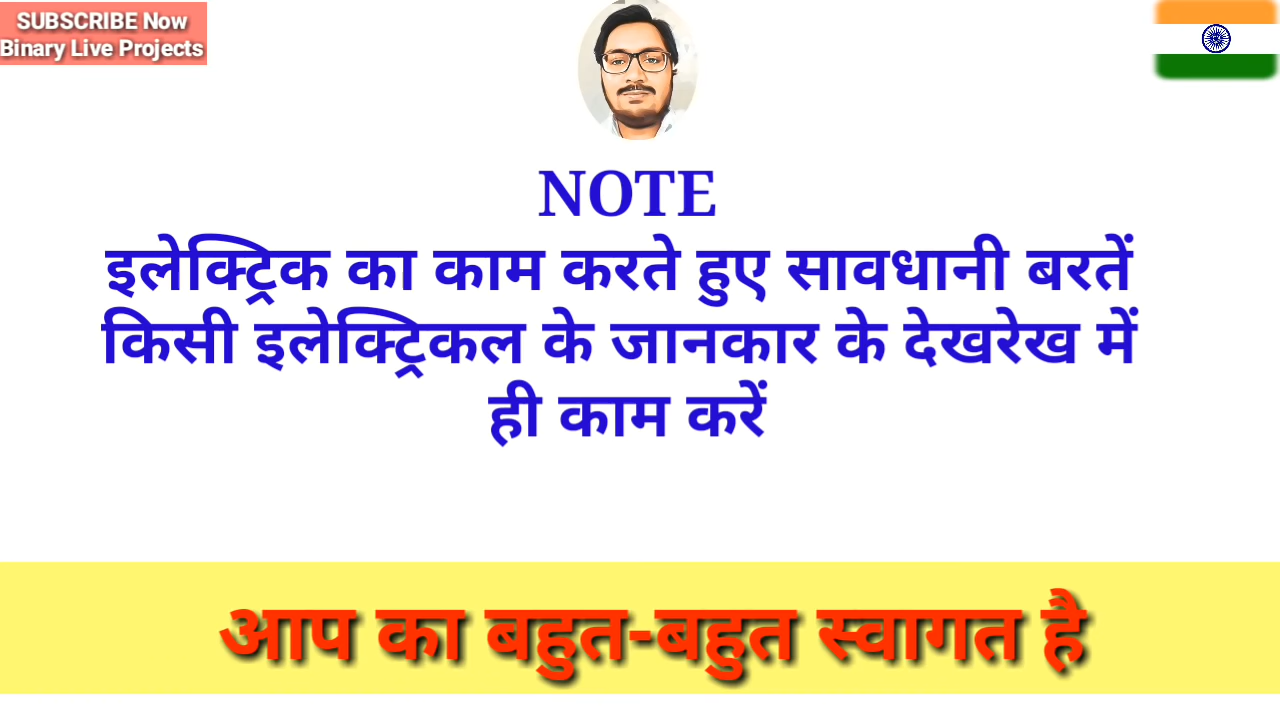 SUBSCRIBE Now
Binary Live Projects
NOTE
इलेक्ट्रिक का काम करते हुए सावधानी बरतें
किसी इलेक्ट्रिकल के जानकार के देखरेख में
ही काम करें
आप का बहुत-बहुत स्वागत है